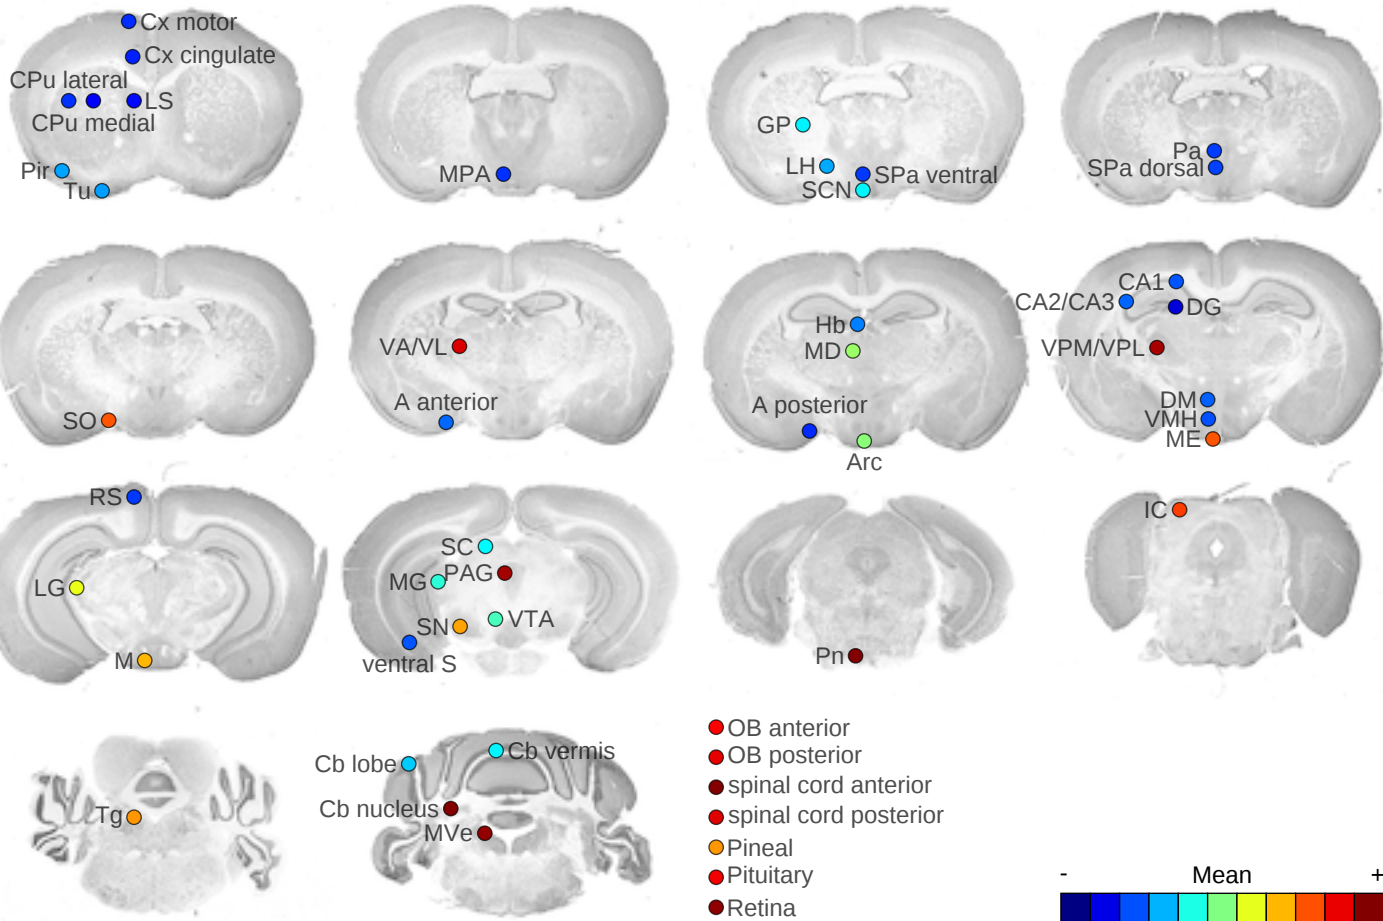 Cx motor
Cx cingulate
CPu lateral
LS
CPu medial
Pir
Tu
MPA
GP
LH
SPa ventral
SCN
Pa
SPa dorsal
SO
VA/VL
A anterior
Hb
MD
A posterior
Arc
CA1
CA2/CA3
DG
VPM/VPL
DM
VMH
ME
RS
LG
M
SC
PAG
MG
VTA
SN
ventral S
Pn
IC
Tg
Cb lobe
Cb vermis
Cb nucleus
MVe
OB anterior
OB posterior
spinal cord anterior
spinal cord posterior
Pineal
Pituitary
Retina
- Mean +